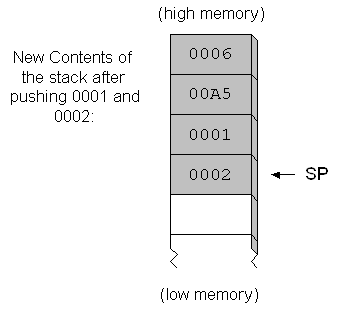 (high memory)
New Contents of
the stack after
pushing 0001 and
0002:
0006
00A5
0001
0002
SP
(low memory)